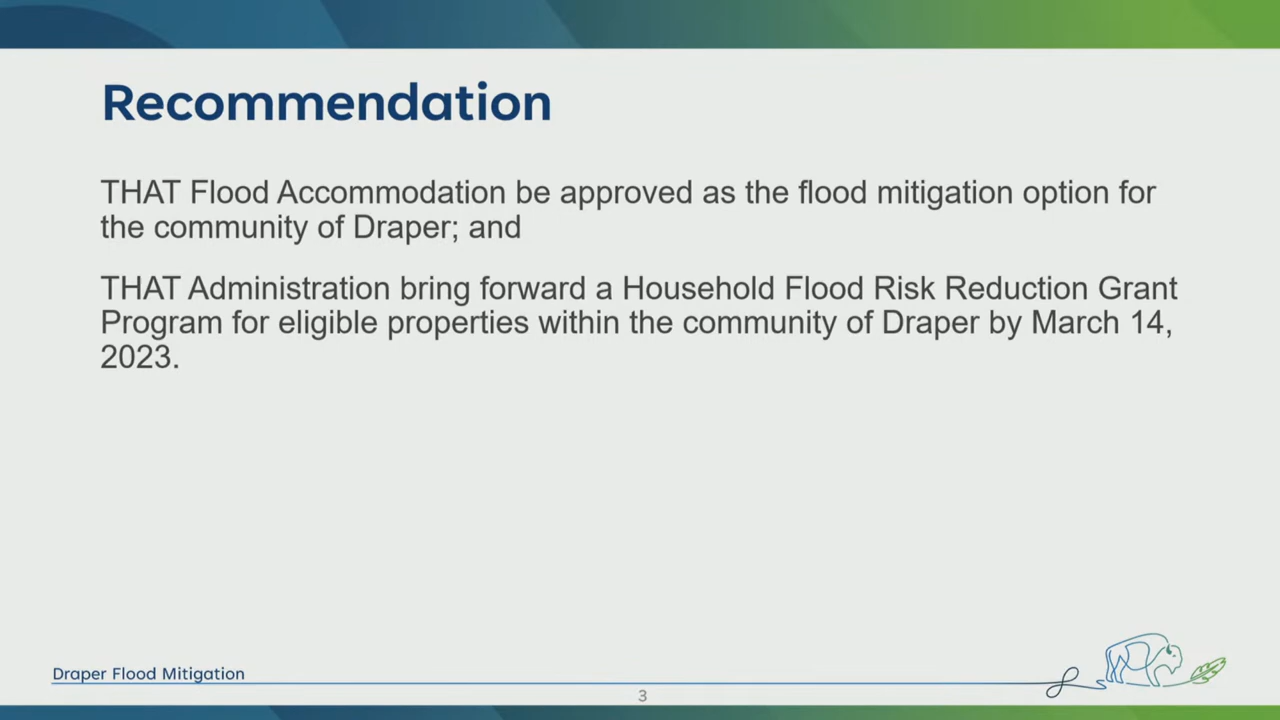 Recommendation
THAT Flood Accommodation be approved as the flood mitigation option for
the community of Draper; and
THAT Administration bring forward a Household Flood Risk Reduction Grant
Program for eligible properties within the community of Draper by March 14,
2023.
Draper Flood Mitigation
3